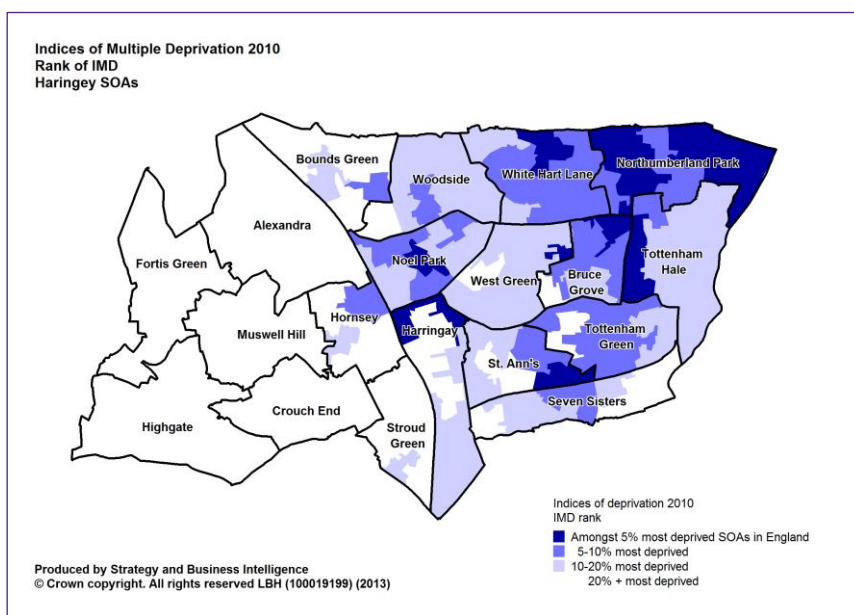 Indices of Multiple Deprivation 2010
Rank of IMD
Haringey SOAs
Bounds Green
Woodside
White Hart Lane
Northumberland Park
Alexandra
Fortis Green
Noel Park
West Green
Bruce
Grove
Tottenham
Hale
Muswell Hill
Hornsey
Harringay
Tottenham
Green
St. Ann's
Highgate
Crouch End
Stroud
Green
Seven Sisters
Indices of deprivation 2010
IMD rank
Amongst 5% most deprived SOAs in England
5-10% most deprived
10-20% most deprived
20% + most deprived
Produced by Strategy and Business Intelligence
© Crown copyright. All rights reserved LBH (100019199) (2013)